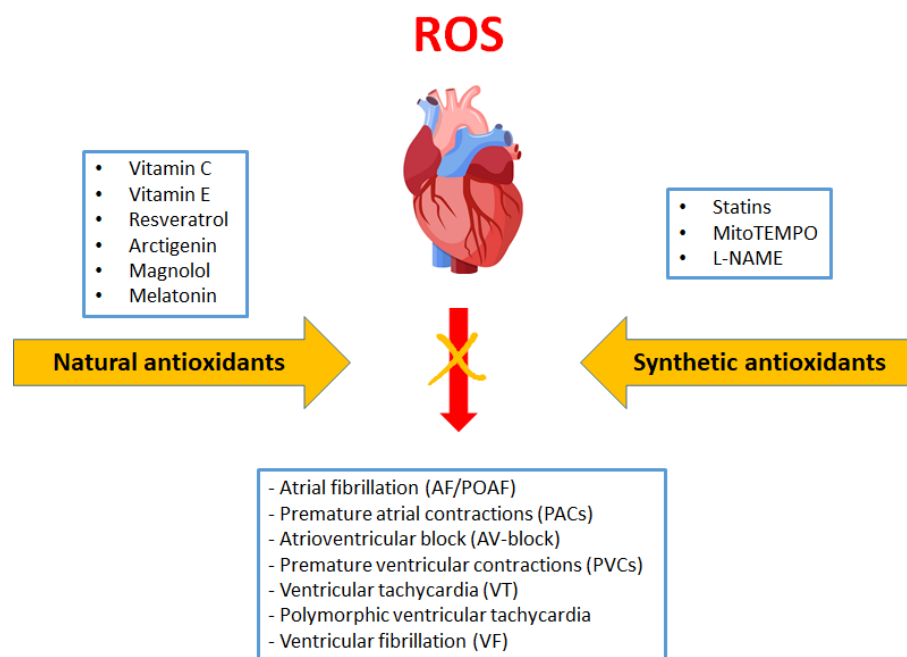 ROS
• Vitamin C
• Vitamin E
• Resveratrol
• Arctigenin
• Magnolol
• Melatonin
• Statins
• MitoTEMPO
• L-NAME
Natural antioxidants
Synthetic antioxidants
- Atrial fibrillation (AF/POAF)
- Premature atrial contractions (PACs)
- Atrioventricular block (AV-block)
- Premature ventricular contractions (PVCs)
- Ventricular tachycardia (VT)
- Polymorphic ventricular tachycardia
- Ventricular fibrillation (VF)